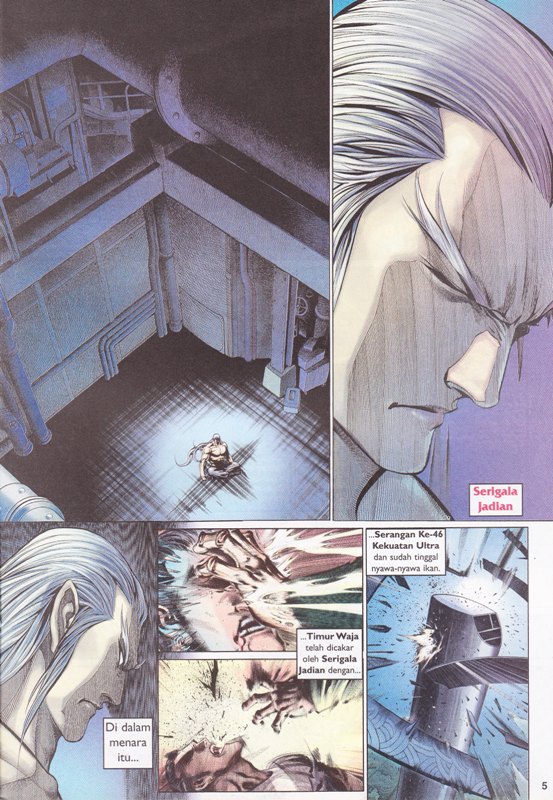 Serigala
Jadian
Di dalam
menara
itu...
...Timur Waja
telah dicakar
oleh Serigala
Jadian dengan...
...Serangan Ke-46
Kekuatan Ultra
dan sudah tinggal
nyawa-nyawa ikan.
5